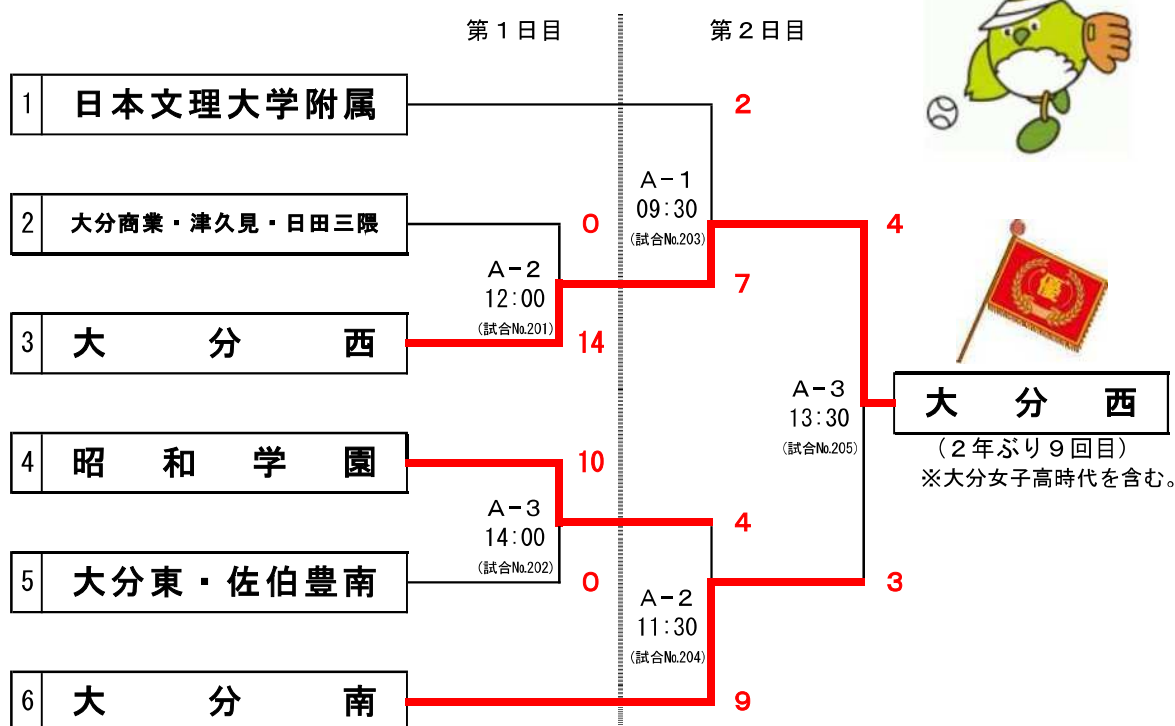 第1日目
第2日目
1 日本文理大学附属
2
A-1
09:30
(試合No.203)
2 大分商業・津久見・日田三隈
0
4
A-2
12:00
(試合No.201)
7
3 大分西
14
A-3
13:30
(試合No.205)
大分西
(2年ぶり9回目)
※大分女子高時代を含む。
4 昭和学園
10
A-3
14:00
(試合No.202)
4
5 大分東・佐伯豊南
0
3
A-2
11:30
(試合No.204)
6 大分南
9